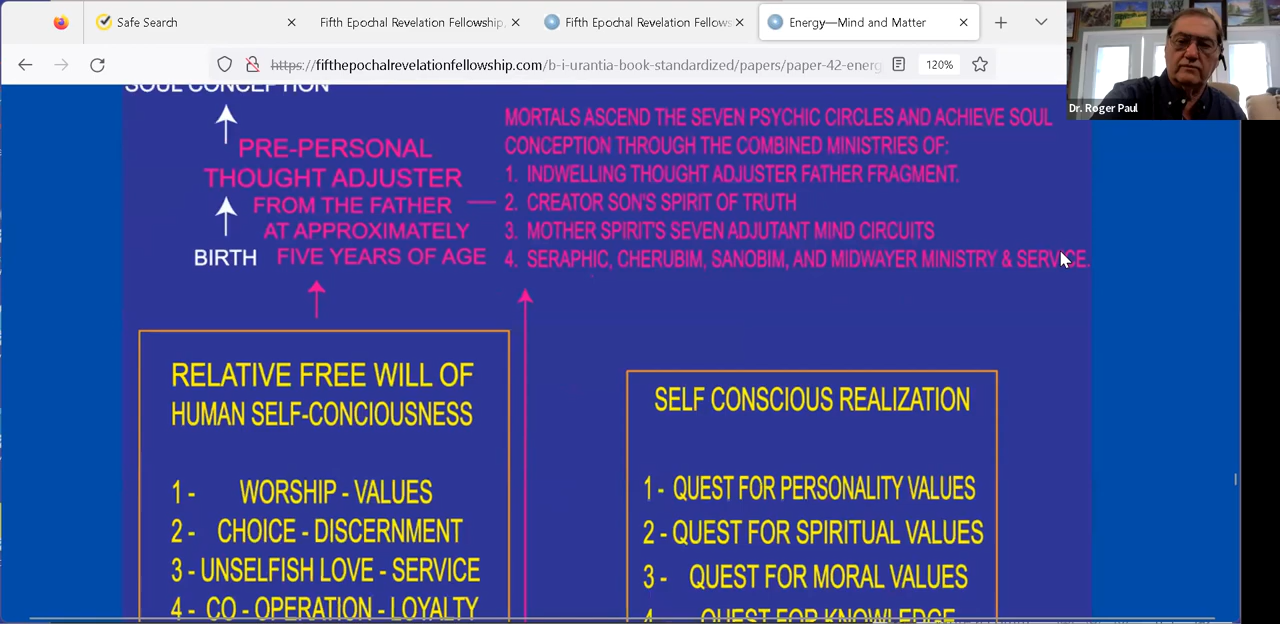 Safe Search
Fifth Epochal Revelation Fellowship,
Fifth Epochal Revelation Fellows
Energy—Mind and Matter
https://fifthepochalrevelationfellowship.com/b-i-urantia-book-standardized/papers/paper-42-energ
120%
Dr. Roger Paul
SOUL CONCEPTION
PRE-PERSONAL
THOUGHT ADJUSTER
FROM THE FATHER
AT APPROXIMATELY
BIRTH FIVE YEARS OF AGE
MORTALS ASCEND THE SEVEN PSYCHIC CIRCLES AND ACHIEVE SOUL
CONCEPTION THROUGH THE COMBINED MINISTRIES OF:
1. INDWELLING THOUGHT ADJUSTER FATHER FRAGMENT.
2. CREATOR SON'S SPIRIT OF TRUTH
3. MOTHER SPIRIT'S SEVEN ADJUTANT MIND CIRCUITS
4. SERAPHIC, CHERUBIM, SANOBIM, AND MIDWAYER MINISTRY & SERVICE.
RELATIVE FREE WILL OF
HUMAN SELF-CONCIOUSNESS
1 - WORSHIP - VALUES
2 - CHOICE - DISCERNMENT
3 - UNSELFISH LOVE - SERVICE
4 - CO - OPERATION - LOYALTY
SELF CONSCIOUS REALIZATION
1 - QUEST FOR PERSONALITY VALUES
2 - QUEST FOR SPIRITUAL VALUES
3 - QUEST FOR MORAL VALUES
4 - QUEST FOR KNOWLEDGE